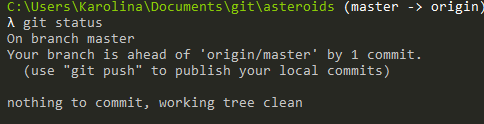 C:\Users\Karolina\Documents\git\asteroids (master -> origin)
λ git status
On branch master
Your branch is ahead of 'origin/master' by 1 commit.
  (use "git push" to publish your local commits)

nothing to commit, working tree clean